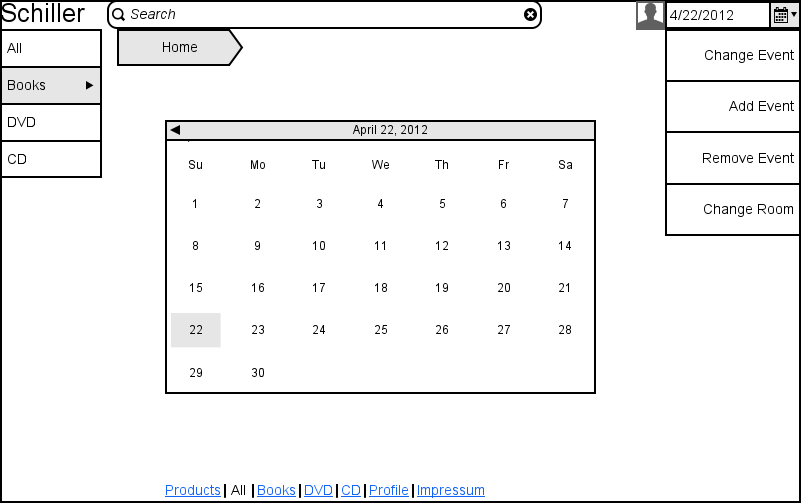 Schiller
Search
4/22/2012
All
Books
DVD
CD
Home
Change Event
Add Event
Remove Event
Change Room
April 22, 2012
Su Mo Tu We Th Fr Sa
1 2 3 4 5 6 7
8 9 10 11 12 13 14
15 16 17 18 19 20 21
22 23 24 25 26 27 28
29 30
Products | All | Books | DVD | CD | Profile | Impressum